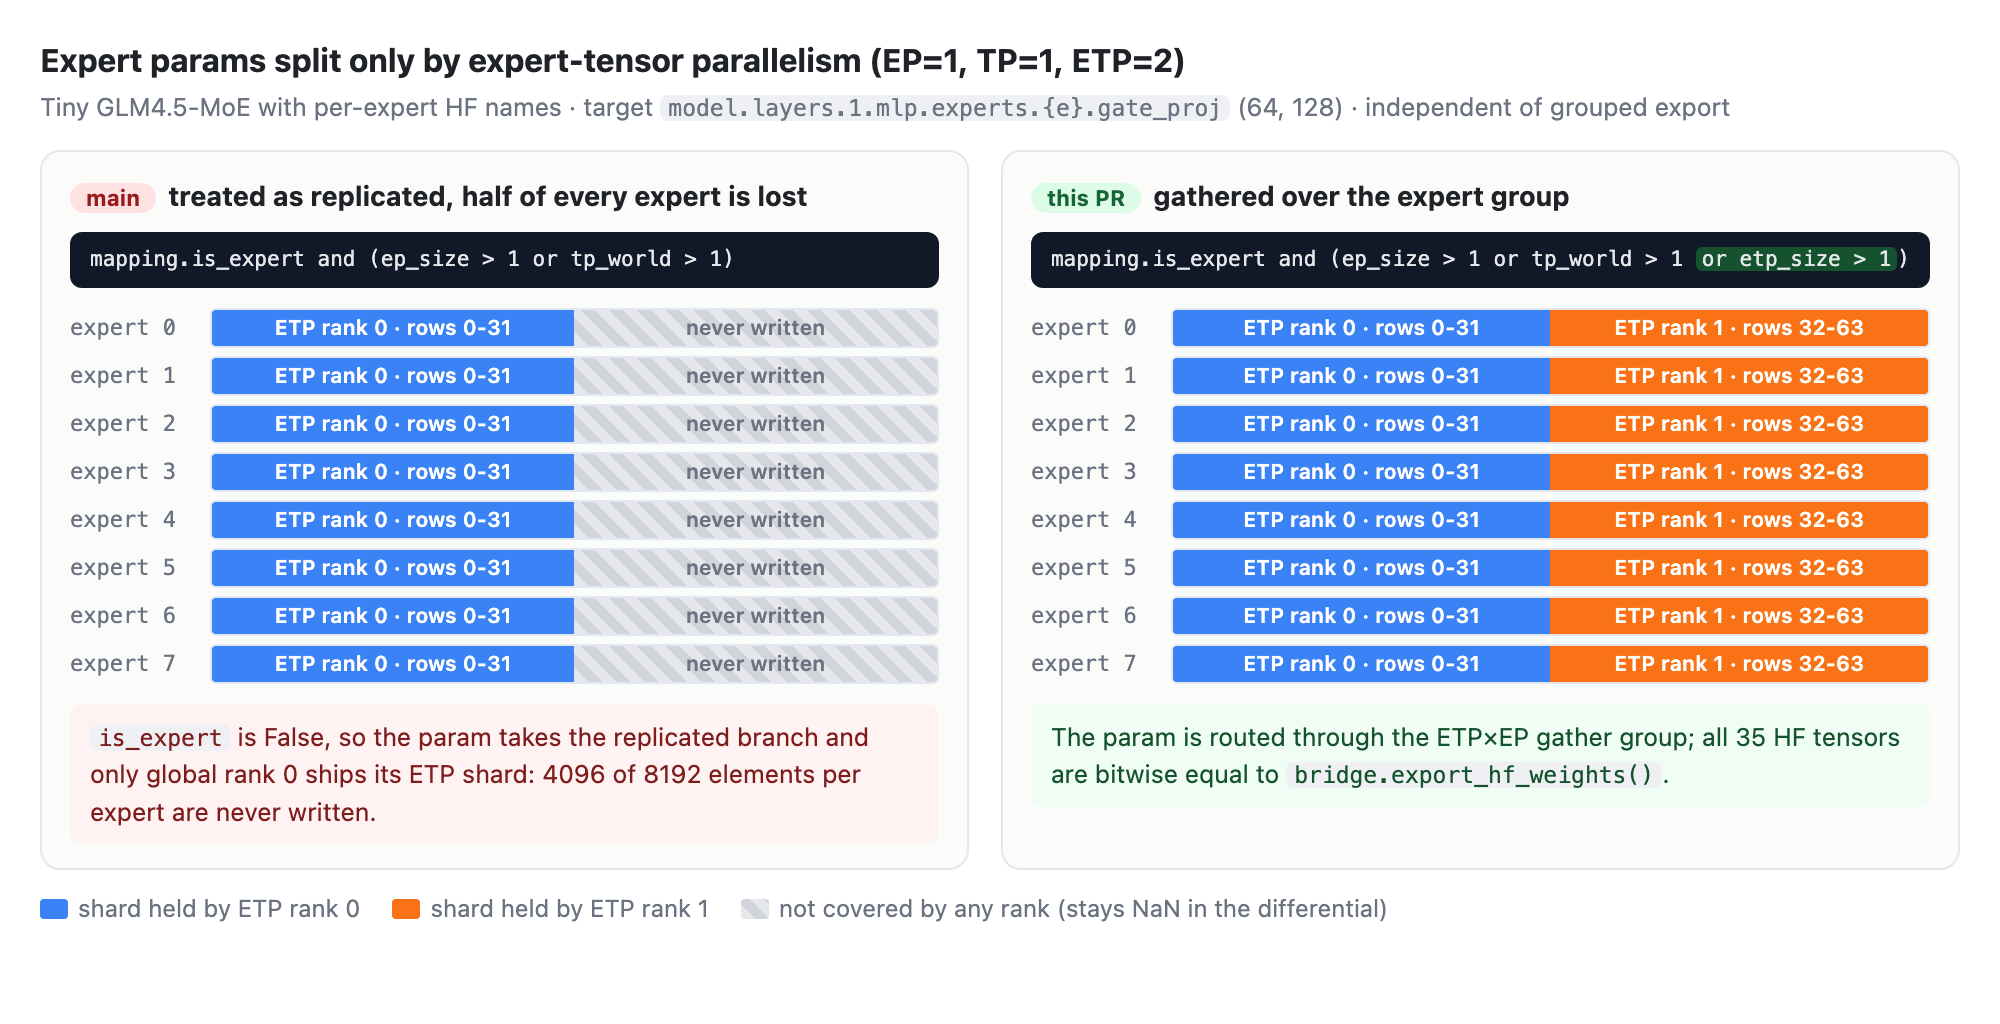 Expert params split only by expert-tensor parallelism (EP=1, TP=1, ETP=2)
Tiny GLM4.5-MoE with per-expert HF names · target model.layers.1.mlp.experts.{e}.gate_proj (64, 128) · independent of grouped export
main treated as replicated, half of every expert is lost
mapping.is_expert and (ep_size > 1 or tp_world > 1)
expert 0 ETP rank 0 · rows 0-31 never written
expert 1 ETP rank 0 · rows 0-31 never written
expert 2 ETP rank 0 · rows 0-31 never written
expert 3 ETP rank 0 · rows 0-31 never written
expert 4 ETP rank 0 · rows 0-31 never written
expert 5 ETP rank 0 · rows 0-31 never written
expert 6 ETP rank 0 · rows 0-31 never written
expert 7 ETP rank 0 · rows 0-31 never written
is_expert is False, so the param takes the replicated branch and
only global rank 0 ships its ETP shard: 4096 of 8192 elements per
expert are never written.
this PR gathered over the expert group
mapping.is_expert and (ep_size > 1 or tp_world > 1 or etp_size > 1)
expert 0 ETP rank 0 · rows 0-31 ETP rank 1 · rows 32-63
expert 1 ETP rank 0 · rows 0-31 ETP rank 1 · rows 32-63
expert 2 ETP rank 0 · rows 0-31 ETP rank 1 · rows 32-63
expert 3 ETP rank 0 · rows 0-31 ETP rank 1 · rows 32-63
expert 4 ETP rank 0 · rows 0-31 ETP rank 1 · rows 32-63
expert 5 ETP rank 0 · rows 0-31 ETP rank 1 · rows 32-63
expert 6 ETP rank 0 · rows 0-31 ETP rank 1 · rows 32-63
expert 7 ETP rank 0 · rows 0-31 ETP rank 1 · rows 32-63
The param is routed through the ETP×EP gather group; all 35 HF tensors
are bitwise equal to bridge.export_hf_weights().
shard held by ETP rank 0 shard held by ETP rank 1 not covered by any rank (stays NaN in the differential)